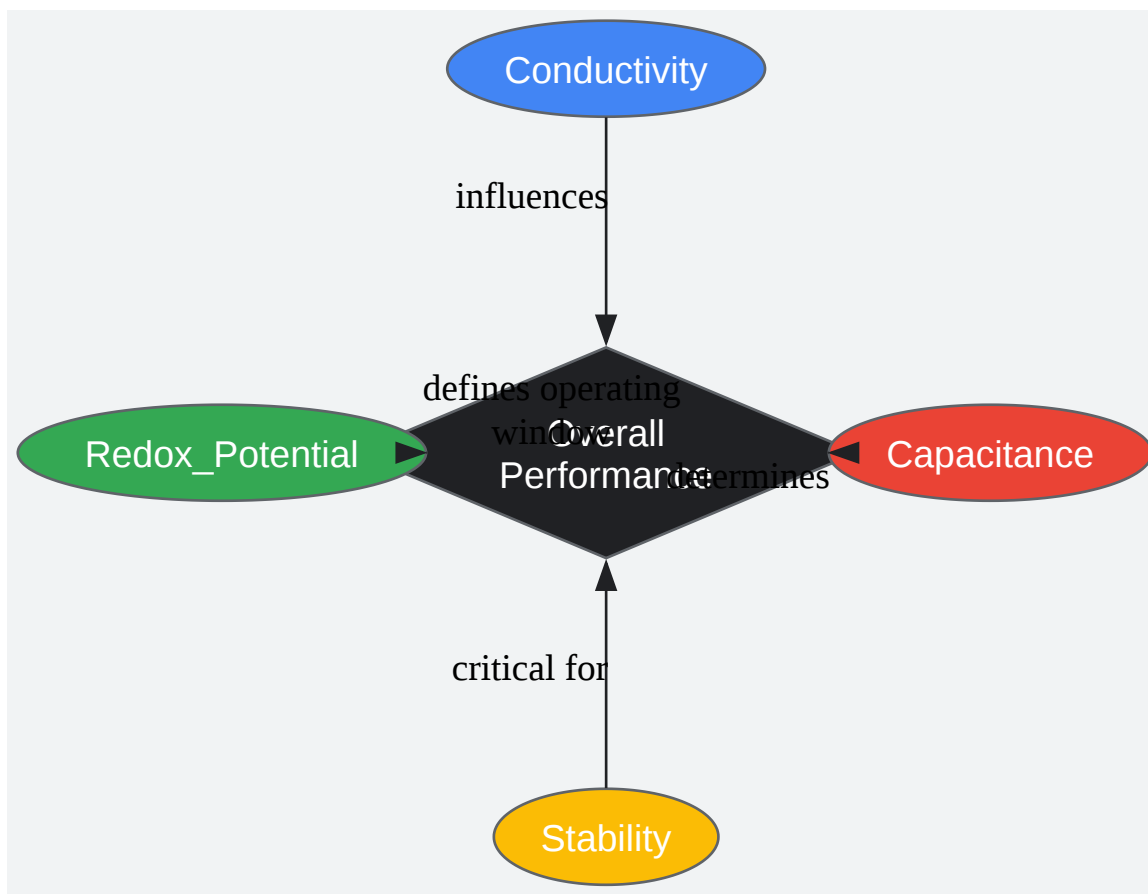 Conductivity
influences
defines operating
window
Overall
Performance
Redox_Potential
Capacitance
determines
critical for
Stability